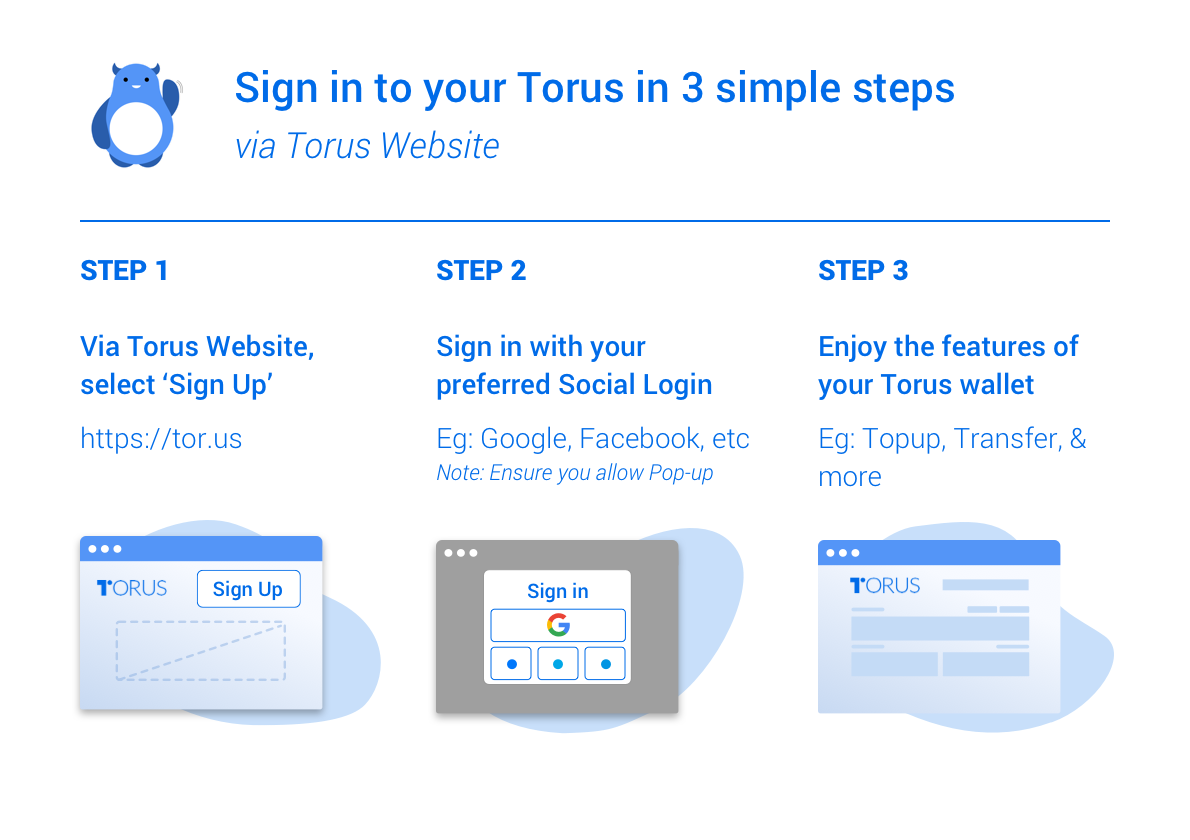 Sign in to your Torus in 3 simple steps
via Torus Website
STEP 1
Via Torus Website,
select ‘Sign Up’
https://tor.us
TORUS
Sign Up
STEP 2
Sign in with your
preferred Social Login
Eg: Google, Facebook, etc
Note: Ensure you allow Pop-up
Sign in
G
STEP 3
Enjoy the features of
your Torus wallet
Eg: Topup, Transfer, &
more
TORUS